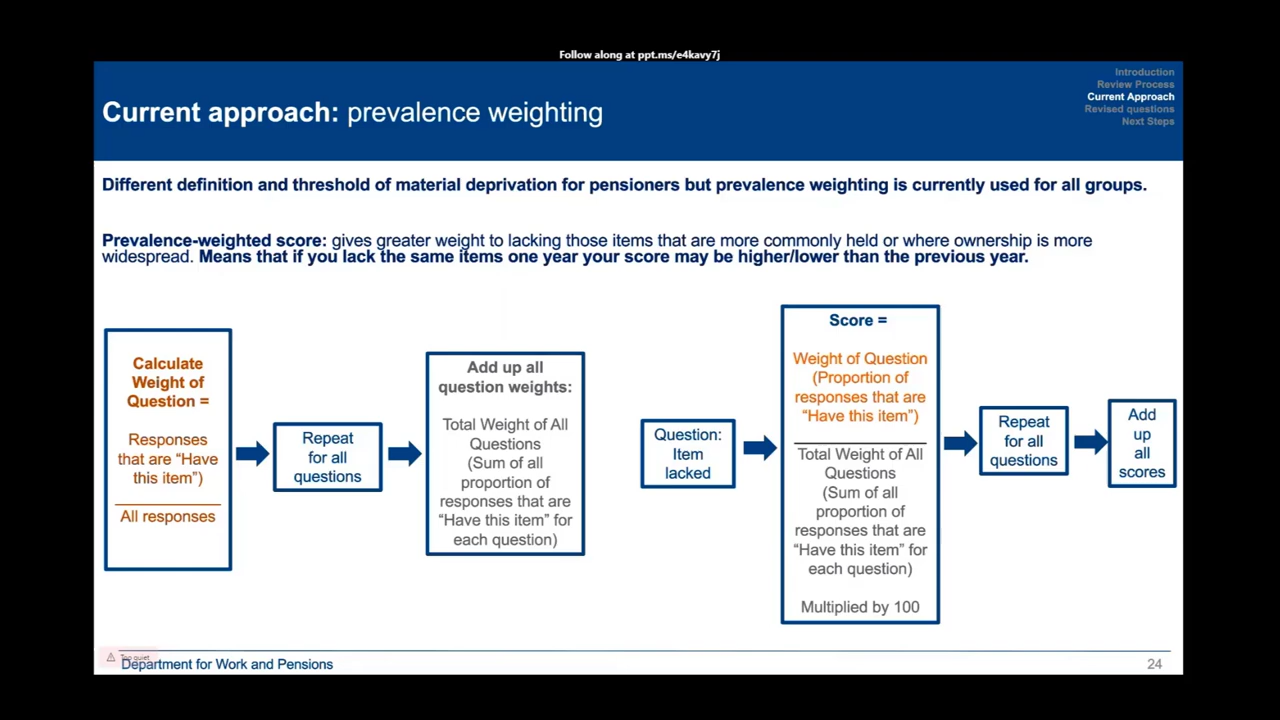 Follow along at ppt.ms/e4kavy7j
Introduction
Review Process
Current Approach
Revised questions
Next Steps
Current approach: prevalence weighting
Different definition and threshold of material deprivation for pensioners but prevalence weighting is currently used for all groups.
Prevalence-weighted score: gives greater weight to lacking those items that are more commonly held or where ownership is more
widespread. Means that if you lack the same items one year your score may be higher/lower than the previous year.
Calculate
Weight of
Question =
Responses
that are “Have
this item”)
All responses
Repeat
for all
questions
Add up all
question weights:
Total Weight of All
Questions
(Sum of all
proportion of
responses that are
“Have this item” for
each question)
Question:
Item
lacked
Score =
Weight of Question
(Proportion of
responses that are
“Have this item”)
Total Weight of All
Questions
(Sum of all
proportion of
responses that are
“Have this item” for
each question)
Multiplied by 100
Repeat
for all
questions
Add
up
all
scores
Too quiet
Department for Work and Pensions
24